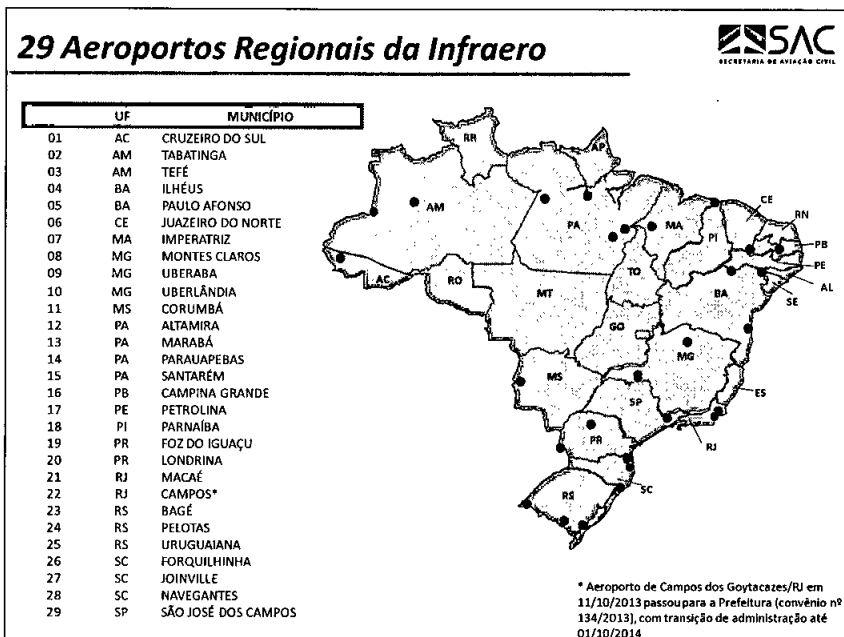 29 Aeroportos Regionais da Infraero
SAC
SECRETARIA DE AVIAÇÃO CIVIL
UF MUNICÍPIO
01 AC CRUZEIRO DO SUL
02 AM TABATINGA
03 AM TEFÉ
04 BA ILHÉUS
05 BA PAULO AFONSO
06 CE JUAZEIRO DO NORTE
07 MA IMPERATRIZ
08 MG MONTES CLAROS
09 MG UBERABA
10 MG UBERLÂNDIA
11 MS CORUMBÁ
12 PA ALTAMIRA
13 PA MARABÁ
14 PA PARAUAPEBAS
15 PA SANTARÉM
16 PB CAMPINA GRANDE
17 PE PETROLINA
18 PI PARNAÍBA
19 PR FOZ DO IGUAÇU
20 PR LONDRINA
21 RJ MACAÉ
22 RJ CAMPOS*
23 RS BAGÉ
24 RS PELOTAS
25 RS URUGUAIANA
26 SC FORQUILHINHA
27 SC JOINVILLE
28 SC NAVEGANTES
29 SP SÃO JOSÉ DOS CAMPOS
RR
AP
AM
PA
MA
CE
RN
PI
PB
PE
AL
SE
AC
RO
TO
BA
MT
GO
MG
MS
ES
SP
RJ
PR
SC
RS
* Aeroporto de Campos dos Goytacazes/RJ em
11/10/2013 passou para a Prefeitura (convênio nº
134/2013), com transição de administração até
01/10/2014